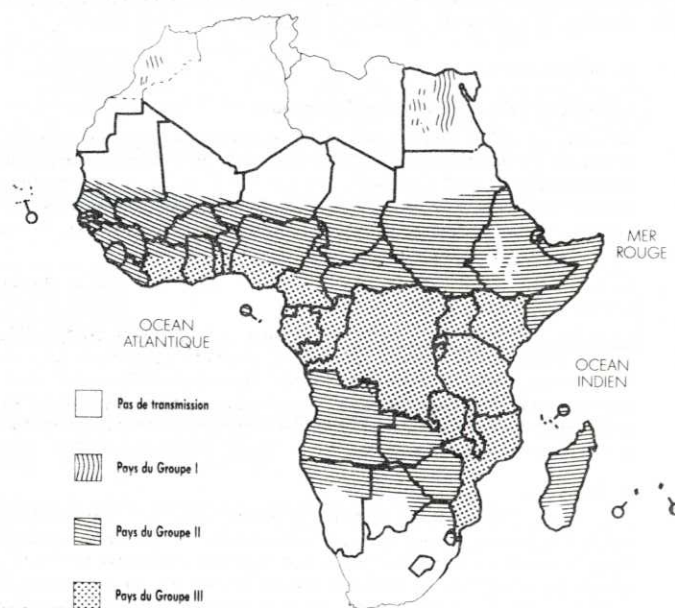 MER
ROUGE
OCEAN
ATLANTIQUE
OCEAN
INDIEN
Pas de transmission
Pays du Groupe I
Pays du Groupe II
Pays du Groupe III